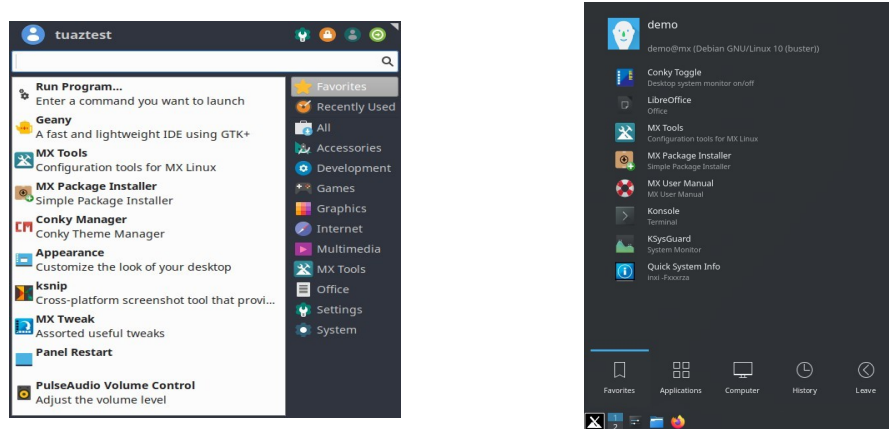 tuaztest
Run Program...
Enter a command you want to launch
Geany
A fast and lightweight IDE using GTK+
MX Tools
Configuration tools for MX Linux
MX Package Installer
Simple Package Installer
Conky Manager
Conky Theme Manager
Appearance
Customize the look of your desktop
ksnip
Cross-platform screenshot tool that provi...
MX Tweak
Assorted useful tweaks
Panel Restart
PulseAudio Volume Control
Adjust the volume level
Favorites
Recently Used
All
Accessories
Development
Games
Graphics
Internet
Multimedia
MX Tools
Office
Settings
System
demo
demo@mx (Debian GNU/Linux 10 (buster))
Conky Toggle
Desktop system monitor on/off
LibreOffice
Office
MX Tools
Configuration tools for MX Linux
MX Package Installer
Simple Package Installer
MX User Manual
MX User Manual
Konsole
Terminal
KSysGuard
System Monitor
Quick System Info
inxi -Fxxxrza
Favorites Applications Computer History Leave
1
2